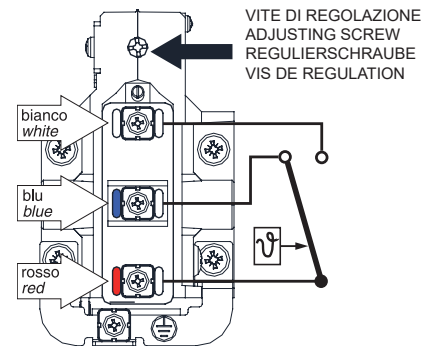 VITE DI REGOLAZIONE
ADJUSTING SCREW
REGULIERSCHRAUBE
VIS DE REGULATION
bianco
white
blu
blue
rosso
red
ϑ